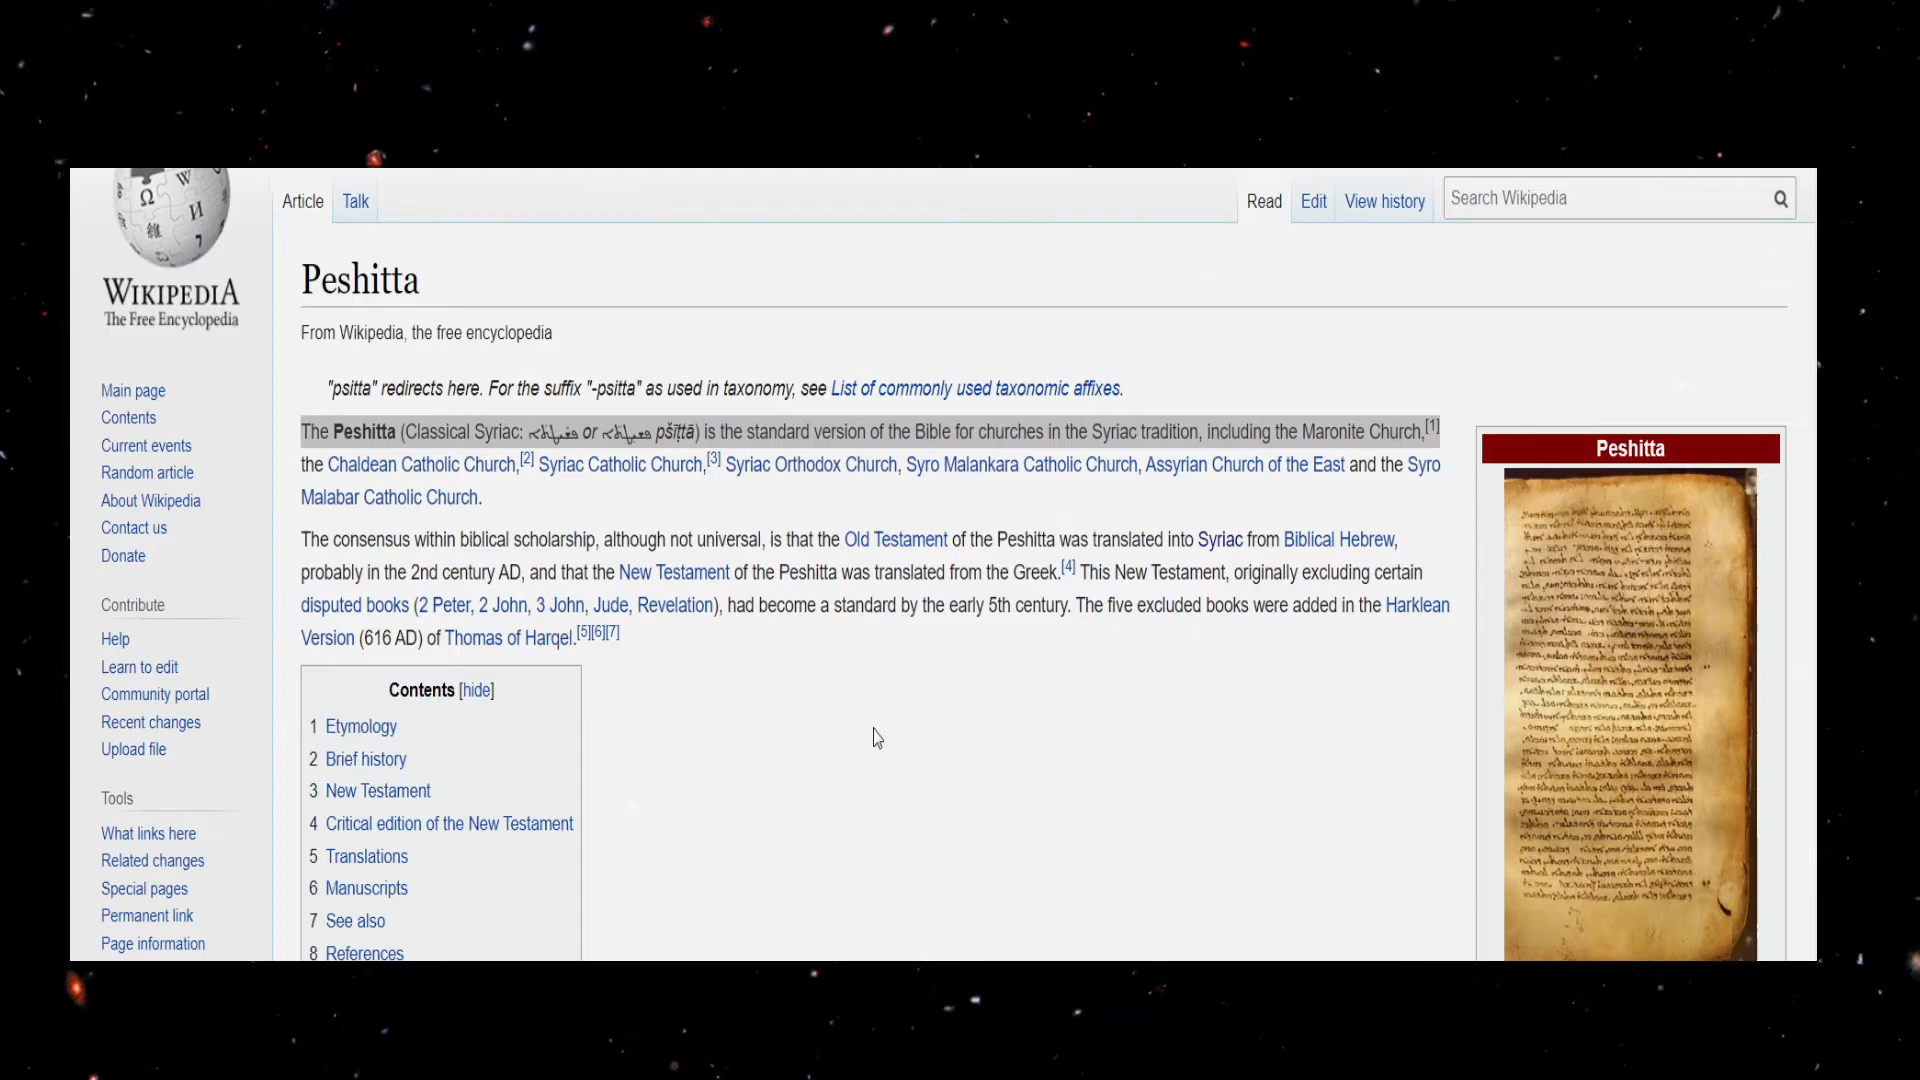 WIKIPEDIA
The Free Encyclopedia
Main page
Contents
Current events
Random article
About Wikipedia
Contact us
Donate
Contribute
Help
Learn to edit
Community portal
Recent changes
Upload file
Tools
What links here
Related changes
Special pages
Permanent link
Page information
Article
Talk
Read
Edit
View history
Search Wikipedia
Peshitta
From Wikipedia, the free encyclopedia
"psitta" redirects here. For the suffix "-psitta" as used in taxonomy, see List of commonly used taxonomic affixes.
The Peshitta (Classical Syriac: or pšīṭtā) is the standard version of the Bible for churches in the Syriac tradition, including the Maronite Church,[1]
the Chaldean Catholic Church,[2] Syriac Catholic Church,[3] Syriac Orthodox Church, Syro Malankara Catholic Church, Assyrian Church of the East and the Syro
Malabar Catholic Church.
The consensus within biblical scholarship, although not universal, is that the Old Testament of the Peshitta was translated into Syriac from Biblical Hebrew,
probably in the 2nd century AD, and that the New Testament of the Peshitta was translated from the Greek.[4] This New Testament, originally excluding certain
disputed books (2 Peter, 2 John, 3 John, Jude, Revelation), had become a standard by the early 5th century. The five excluded books were added in the Harklean
Version (616 AD) of Thomas of Harqel.[5][6][7]
Contents [hide]
1 Etymology
2 Brief history
3 New Testament
4 Critical edition of the New Testament
5 Translations
6 Manuscripts
7 See also
8 References
Peshitta